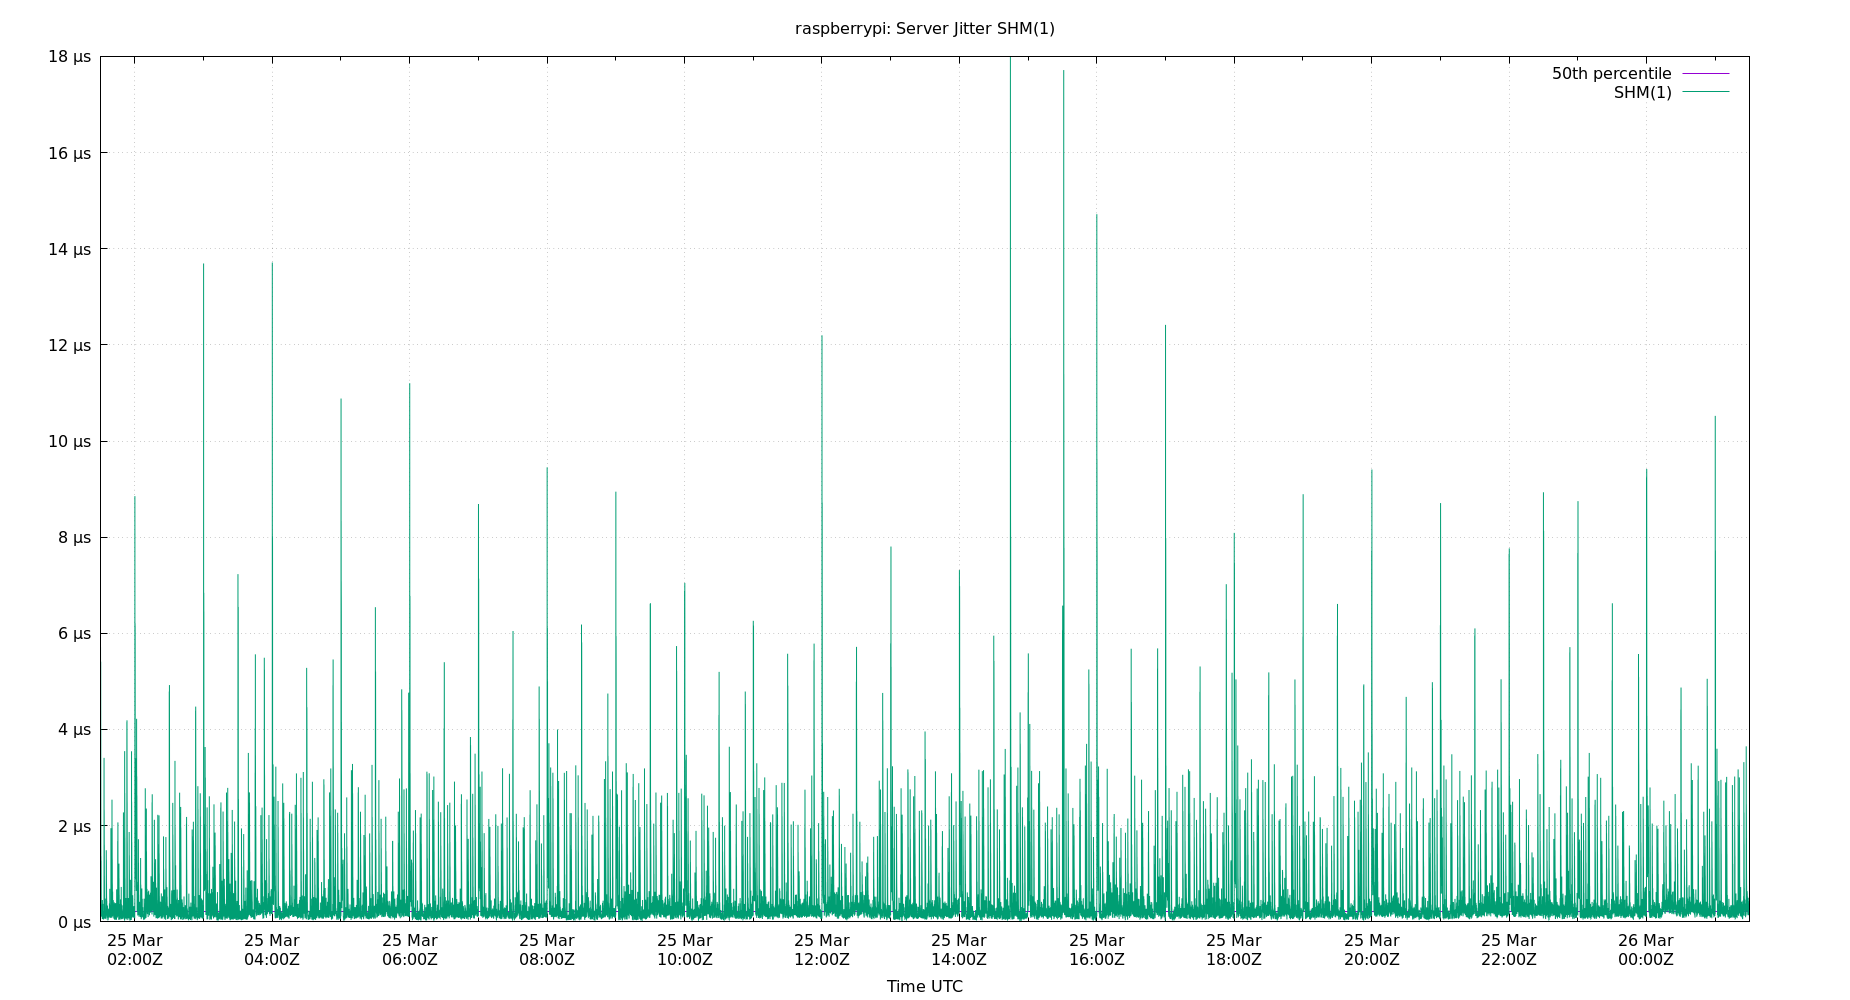 raspberrypi: Server Jitter SHM(1)
18 µs
16 µs
14 µs
12 µs
10 µs
8 µs
6 µs
4 µs
2 µs
0 µs
50th percentile
SHM(1)
25 Mar
02:00Z
25 Mar
04:00Z
25 Mar
06:00Z
25 Mar
08:00Z
25 Mar
10:00Z
25 Mar
12:00Z
25 Mar
14:00Z
25 Mar
16:00Z
25 Mar
18:00Z
25 Mar
20:00Z
25 Mar
22:00Z
26 Mar
00:00Z
Time UTC